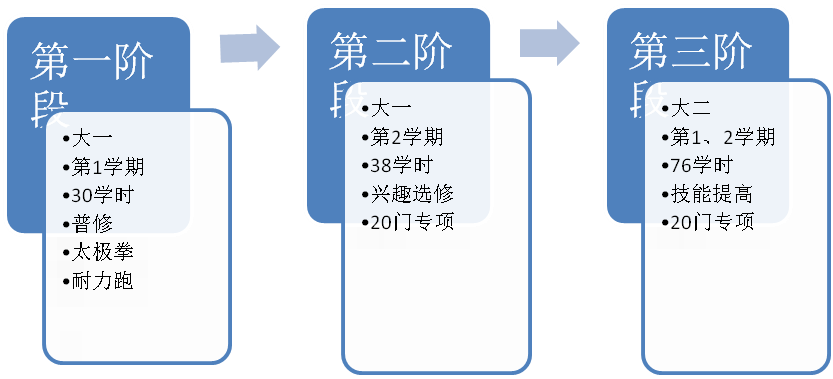 第一阶
段
•大一
•第1学期
•30学时
•普修
•太极拳
•耐力跑
第二阶
段
•大一
•第2学期
•38学时
•兴趣选修
•20门专项
第三阶
段
•大二
•第1、2学期
•76学时
•技能提高
•20门专项